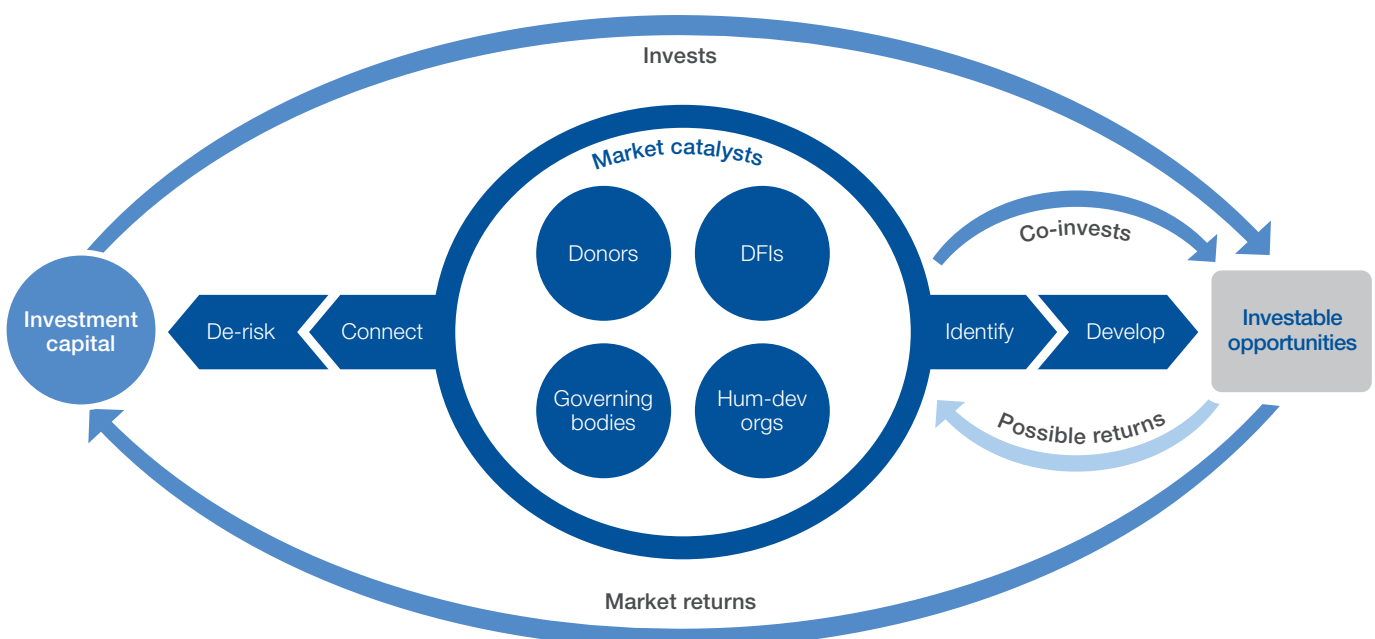 Invests
Market catalysts
Donors
DFIs
Co-invests
Investment
capital
De-risk
Connect
Identify
Develop
Investable
opportunities
Governing
bodies
Hum-dev
orgs
Possible returns
Market returns